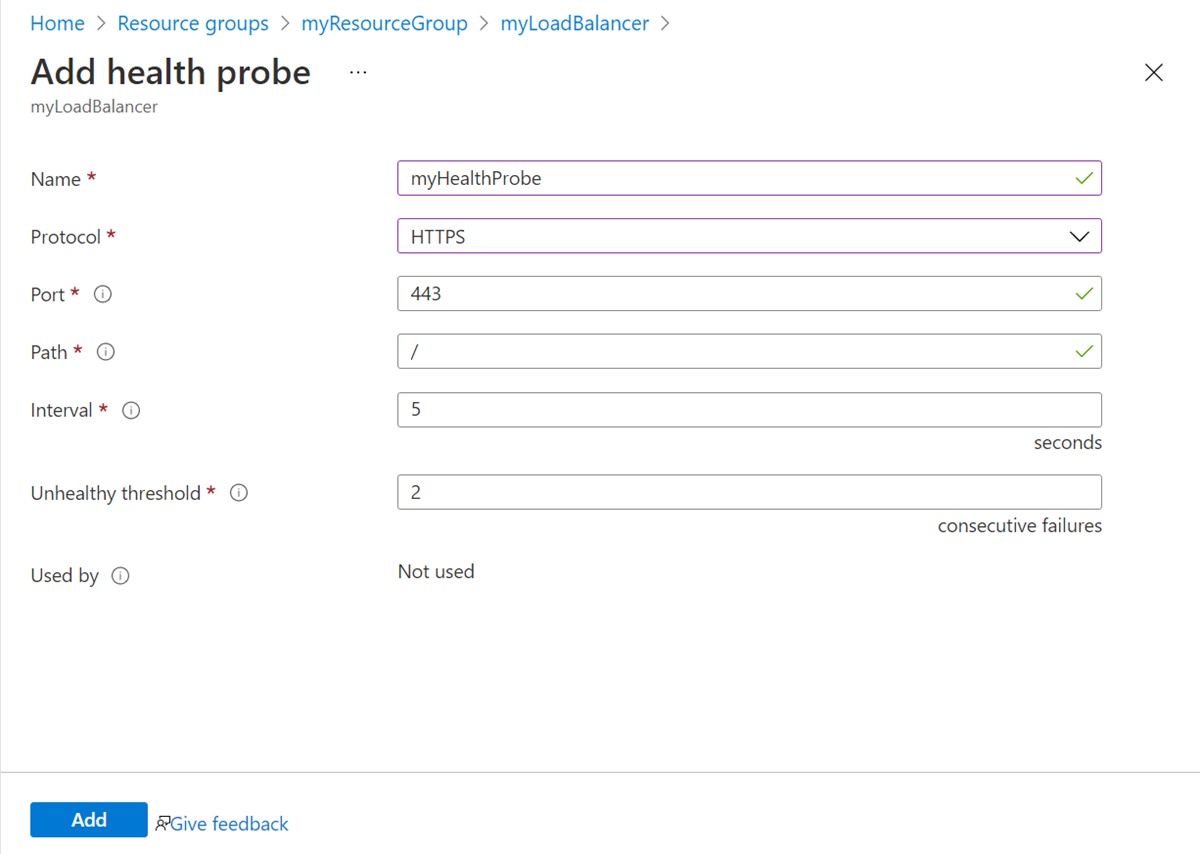 Home > Resource groups > myResourceGroup > myLoadBalancer >
Add health probe ...
myLoadBalancer
Name * myHealthProbe
Protocol * HTTPS
Port * 443
Path * /
Interval * 5
seconds
Unhealthy threshold * 2
consecutive failures
Used by Not used
Add Give feedback